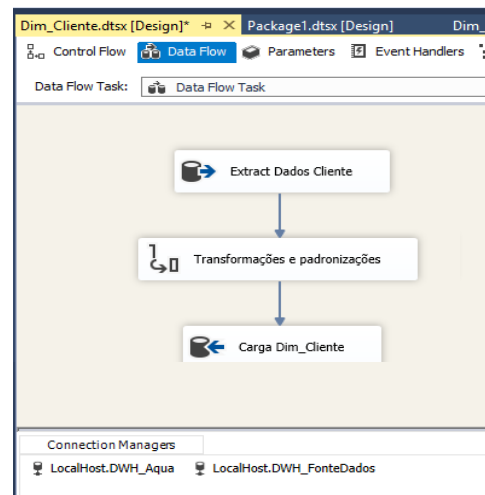 Dim_Cliente.dtsx [Design]* Package1.dtsx [Design] Dim_
Control Flow Data Flow Parameters Event Handlers
Data Flow Task: Data Flow Task
Extract Dados Cliente
Transformações e padronizações
Carga Dim_Cliente
Connection Managers
LocalHost.DWH_Aqua LocalHost.DWH_FonteDados